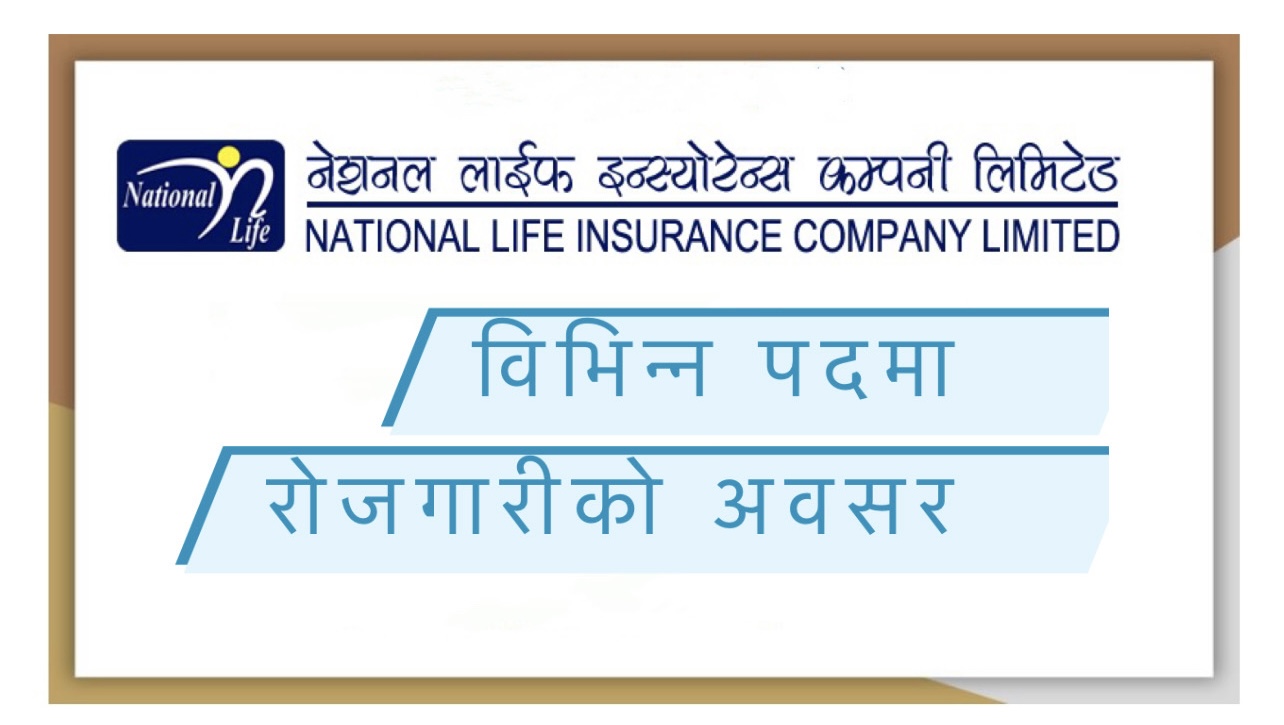 National
Life
नेशनल लाईफ इन्स्योरेन्स कम्पनी लिमिटेड
NATIONAL LIFE INSURANCE COMPANY LIMITED
विभिन्न पदमा
रोजगारीको अवसर